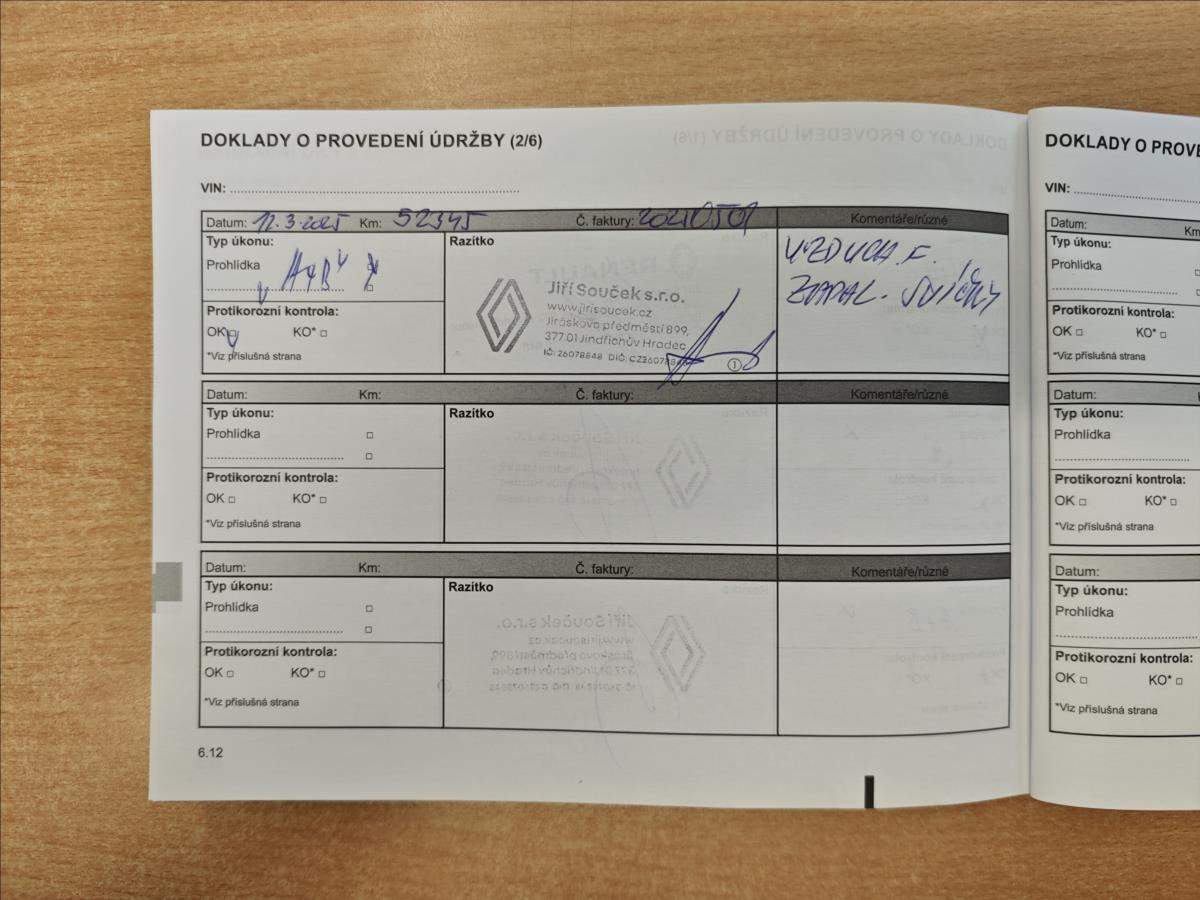 DOKLADY O PROVEDENÍ ÚDRŽBY (2/6)
VIN:
Datum: Km: 52345 Č. faktury: Komentáře/různé
Typ úkonu:
Prohlídka A+B
Protikorozní kontrola:
OK KO*
*Viz příslušná strana
Razítko
Jiří Souček s.r.o.
www.jirisoucek.cz
Jiráskovo předměstí 899,
377 01 Jindřichův Hradec
IČ: 26078848 DIČ:
VZDUCH. F.
ZAPAL. SVÍČKY
Datum: Km: Č. faktury: Komentáře/různé
Typ úkonu:
Prohlídka
Protikorozní kontrola:
OK KO*
*Viz příslušná strana
Razítko
Datum: Km: Č. faktury: Komentáře/různé
Typ úkonu:
Prohlídka
Protikorozní kontrola:
OK KO*
*Viz příslušná strana
Razítko
6.12
DOKLADY O
VIN:
Datum: Km
Typ úkonu:
Prohlídka
Protikorozní kontrola:
OK KO*
*Viz příslušná strana
Datum:
Typ úkonu:
Prohlídka
Protikorozní kontrola:
OK KO*
*Viz příslušná strana
Datum:
Typ úkonu:
Prohlídka
Protikorozní kontrola:
OK KO*
*Viz příslušná strana